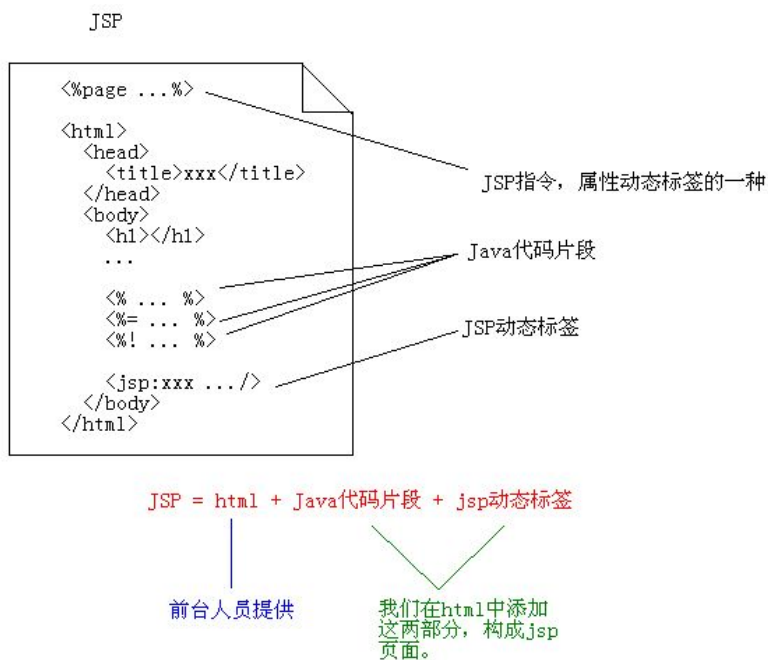 JSP
<%page ...%>
<html>
<head>
<title>xxx</title>
</head>
<body>
<h1></h1>
...
<% ... %>
<%= ... %>
<%! ... %>
<jsp:xxx .../>
</body>
</html>
JSP指令，属性动态标签的一种
Java代码片段
JSP动态标签
JSP = html + Java代码片段 + jsp动态标签
前台人员提供
我们在html中添加
这两部分，构成jsp
页面。